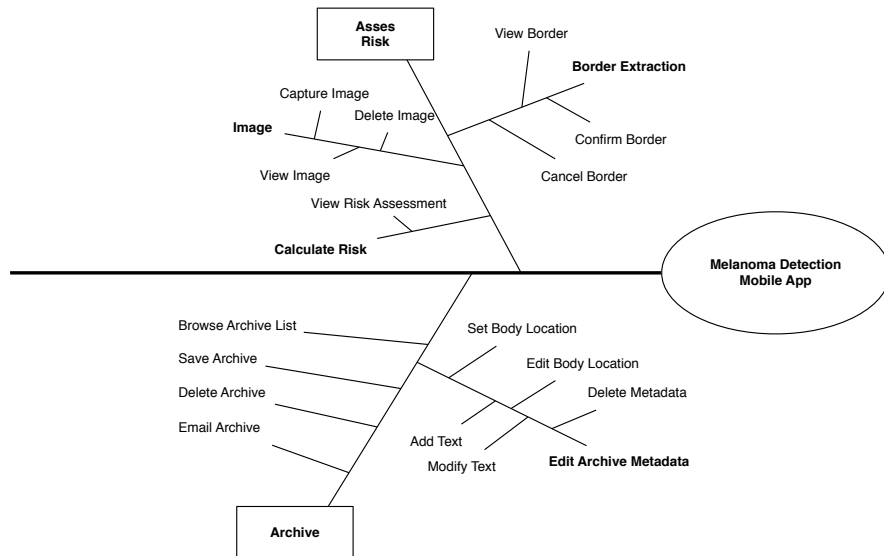 Asses
Risk
View Border
Border Extraction
Capture Image
Delete Image
Image
Confirm Border
View Image
Cancel Border
View Risk Assessment
Calculate Risk
Melanoma Detection
Mobile App
Browse Archive List
Set Body Location
Save Archive
Edit Body Location
Delete Archive
Delete Metadata
Email Archive
Add Text
Modify Text
Edit Archive Metadata
Archive